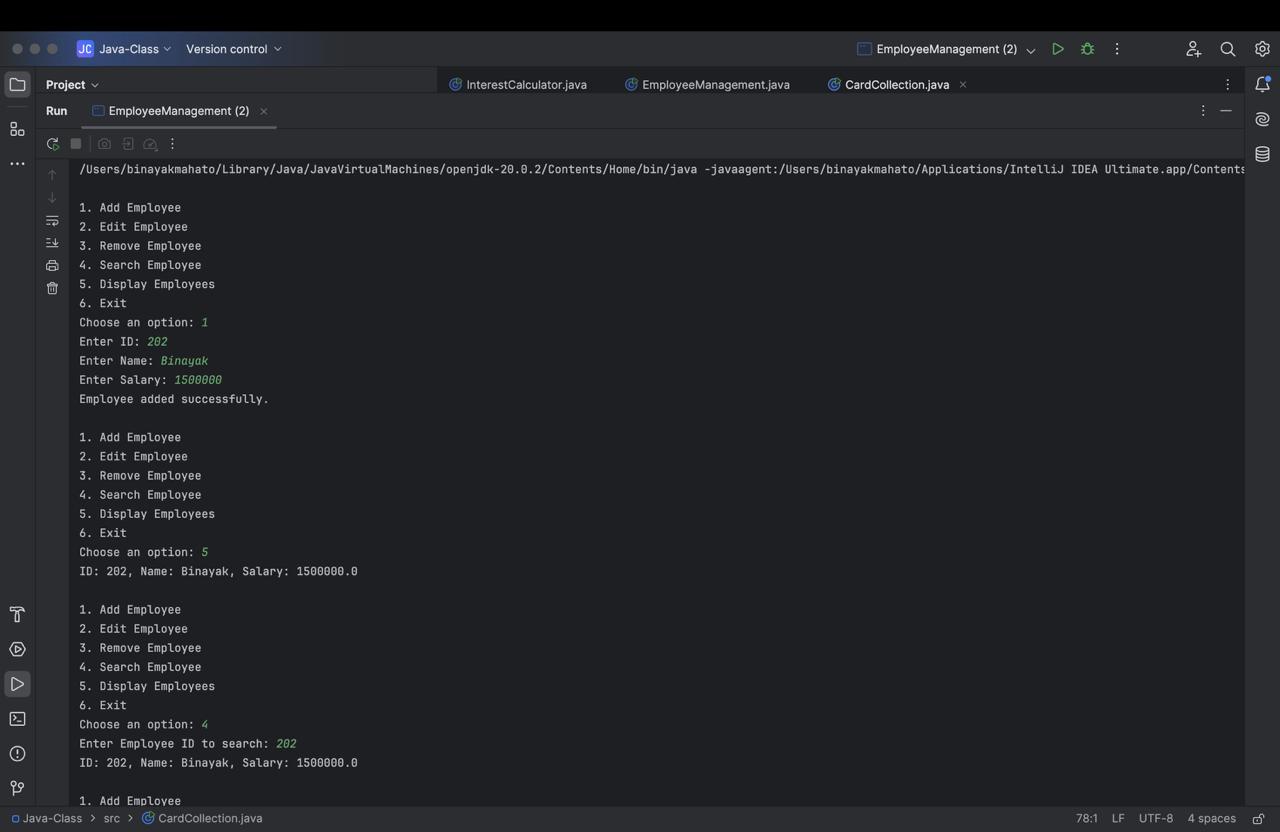 JC Java-Class Version control EmployeeManagement (2)
Project InterestCalculator.java EmployeeManagement.java CardCollection.java
Run EmployeeManagement (2)
/Users/binayakmahato/Library/Java/JavaVirtualMachines/openjdk-20.0.2/Contents/Home/bin/java -javaagent:/Users/binayakmahato/Applications/IntelliJ IDEA Ultimate.app/Contents
1. Add Employee
2. Edit Employee
3. Remove Employee
4. Search Employee
5. Display Employees
6. Exit
Choose an option: 1
Enter ID: 202
Enter Name: Binayak
Enter Salary: 1500000
Employee added successfully.
1. Add Employee
2. Edit Employee
3. Remove Employee
4. Search Employee
5. Display Employees
6. Exit
Choose an option: 5
ID: 202, Name: Binayak, Salary: 1500000.0
1. Add Employee
2. Edit Employee
3. Remove Employee
4. Search Employee
5. Display Employees
6. Exit
Choose an option: 4
Enter Employee ID to search: 202
ID: 202, Name: Binayak, Salary: 1500000.0
1. Add Employee
Java-Class > src > CardCollection.java 78:1 LF UTF-8 4 spaces